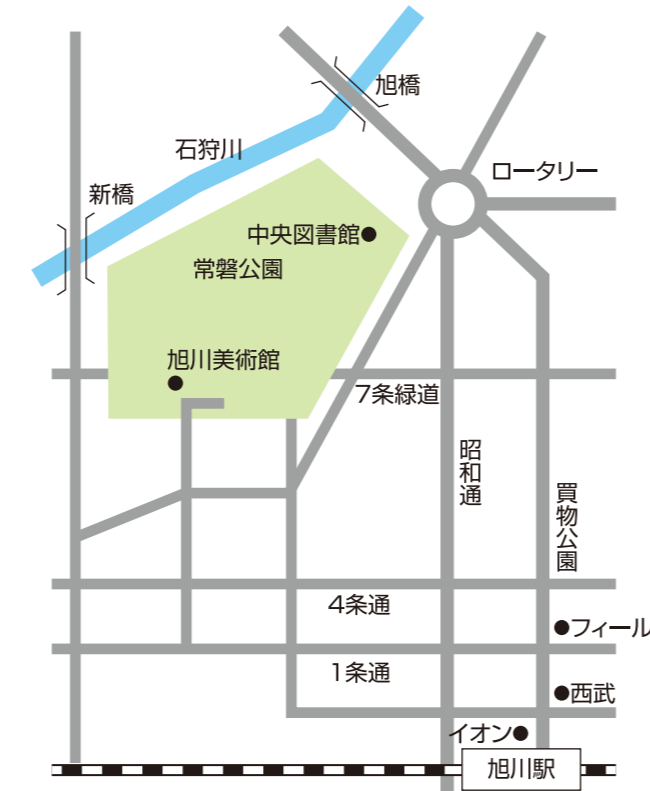 旭橋
石狩川
ロータリー
新橋
中央図書館
常磐公園
旭川美術館
7条緑道
昭和通
買物公園
4条通
フィール
1条通
西武
イオン
旭川駅